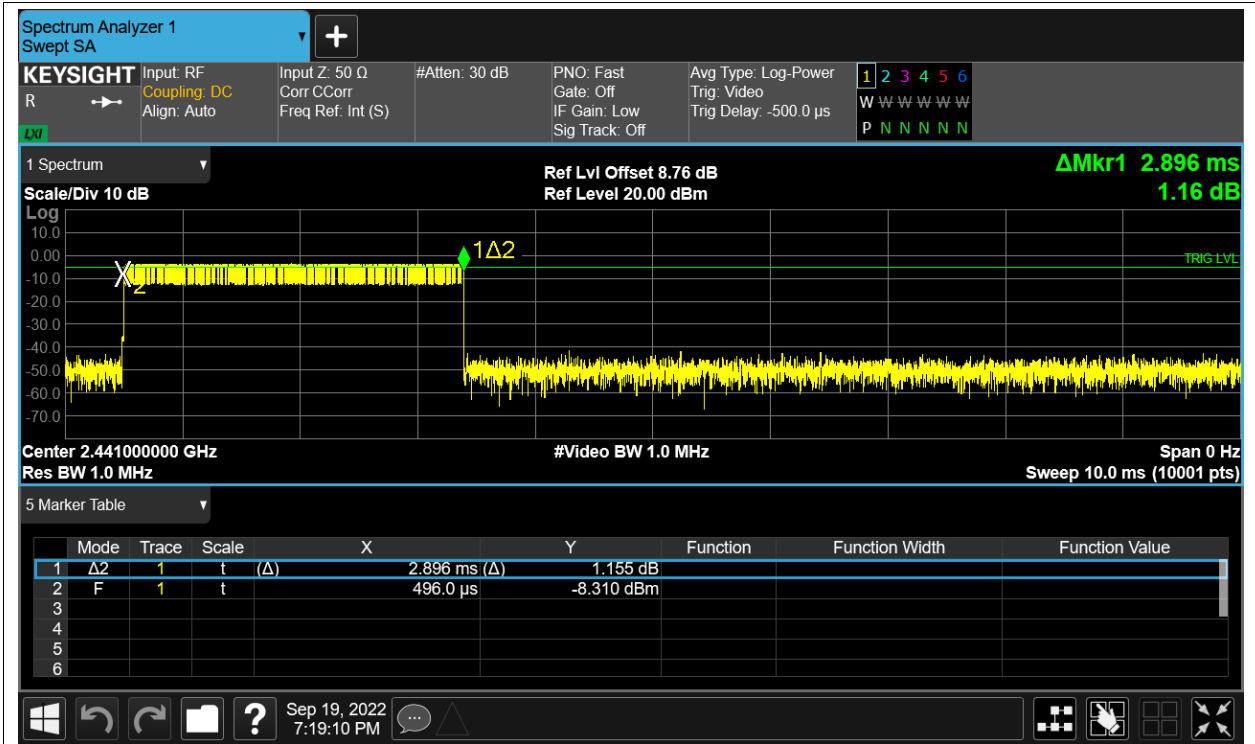 Spectrum Analyzer 1
Swept SA
KEYSIGHT
R
LXI
Input: RF
Coupling: DC
Align: Auto
Input Z: 50 Ω
Corr CCorr
Freq Ref: Int (S)
#Atten: 30 dB
PNO: Fast
Gate: Off
IF Gain: Low
Sig Track: Off
Avg Type: Log-Power
Trig: Video
Trig Delay: -500.0 µs
1 2 3 4 5 6
W W W W W W
P N N N N N
1 Spectrum
Scale/Div 10 dB
Ref Lvl Offset 8.76 dB
Ref Level 20.00 dBm
ΔMkr1 2.896 ms
1.16 dB
Log
10.0
0.00
-10.0
-20.0
-30.0
-40.0
-50.0
-60.0
-70.0
1Δ2
2
TRIG LVL
Center 2.441000000 GHz
#Video BW 1.0 MHz
Span 0 Hz
Res BW 1.0 MHz
Sweep 10.0 ms (10001 pts)
5 Marker Table
Mode Trace Scale X Y Function Function Width Function Value
1 Δ2 1 t (Δ) 2.896 ms (Δ) 1.155 dB
2 F 1 t 496.0 µs -8.310 dBm
3
4
5
6
?
Sep 19, 2022
7:19:10 PM